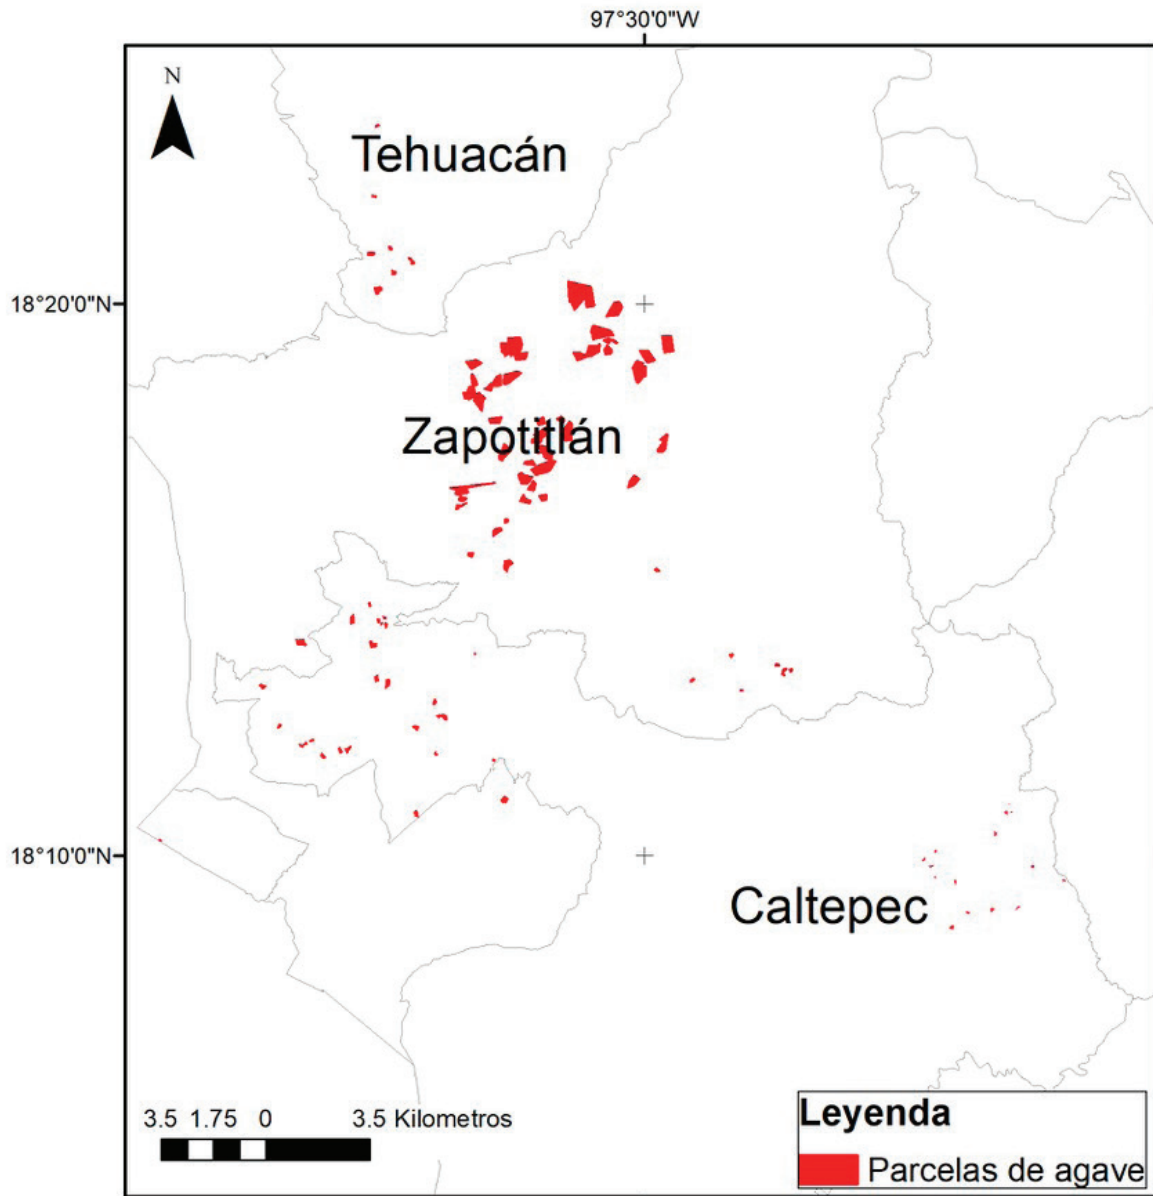 97°30'0"W
N
Tehuacán
18°20'0"N
Zapotitlán
18°10'0"N
Caltepec
3.5 1.75 0 3.5 Kilometros
Leyenda
Parcelas de agave